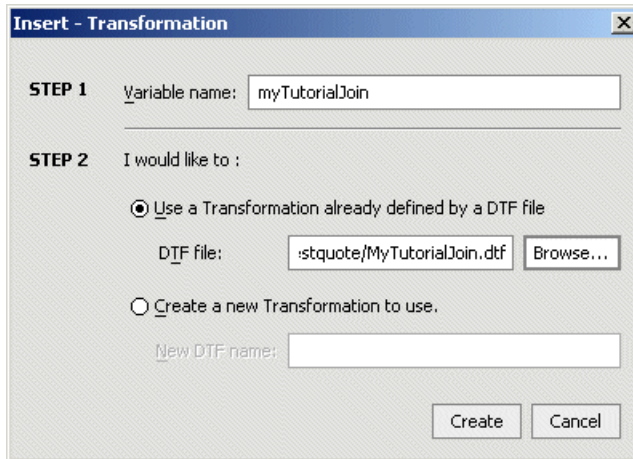 Insert - Transformation
STEP 1 Variable name: myTutorialJoin
STEP 2 I would like to :
Use a Transformation already defined by a DTF file
DTF file: stquote/MyTutorialJoin.dtf Browse...
Create a new Transformation to use.
New DTF name:
Create Cancel